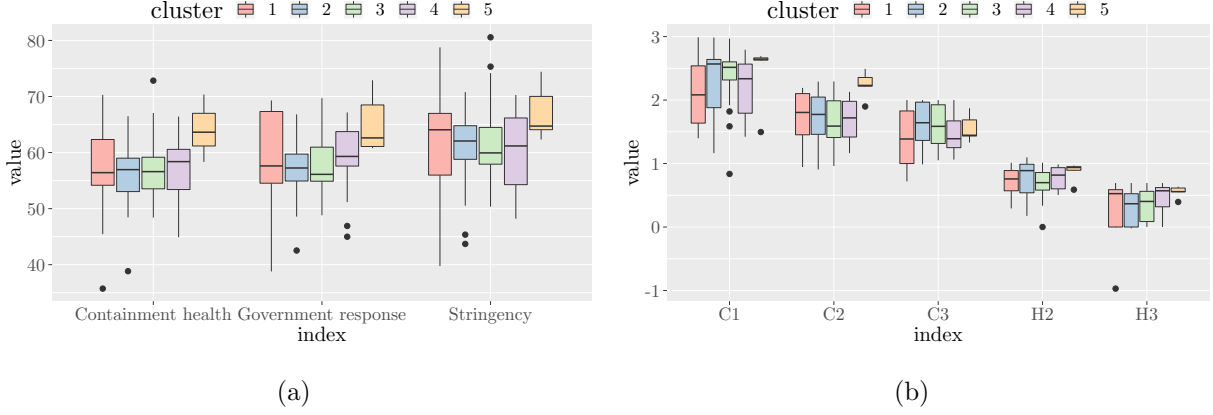 cluster 1 2 3 4 5
80
70
60
50
40
value
Containment health Government response Stringency
index
(a)
cluster 1 2 3 4 5
3
2
1
0
-1
value
C1 C2 C3 H2 H3
index
(b)